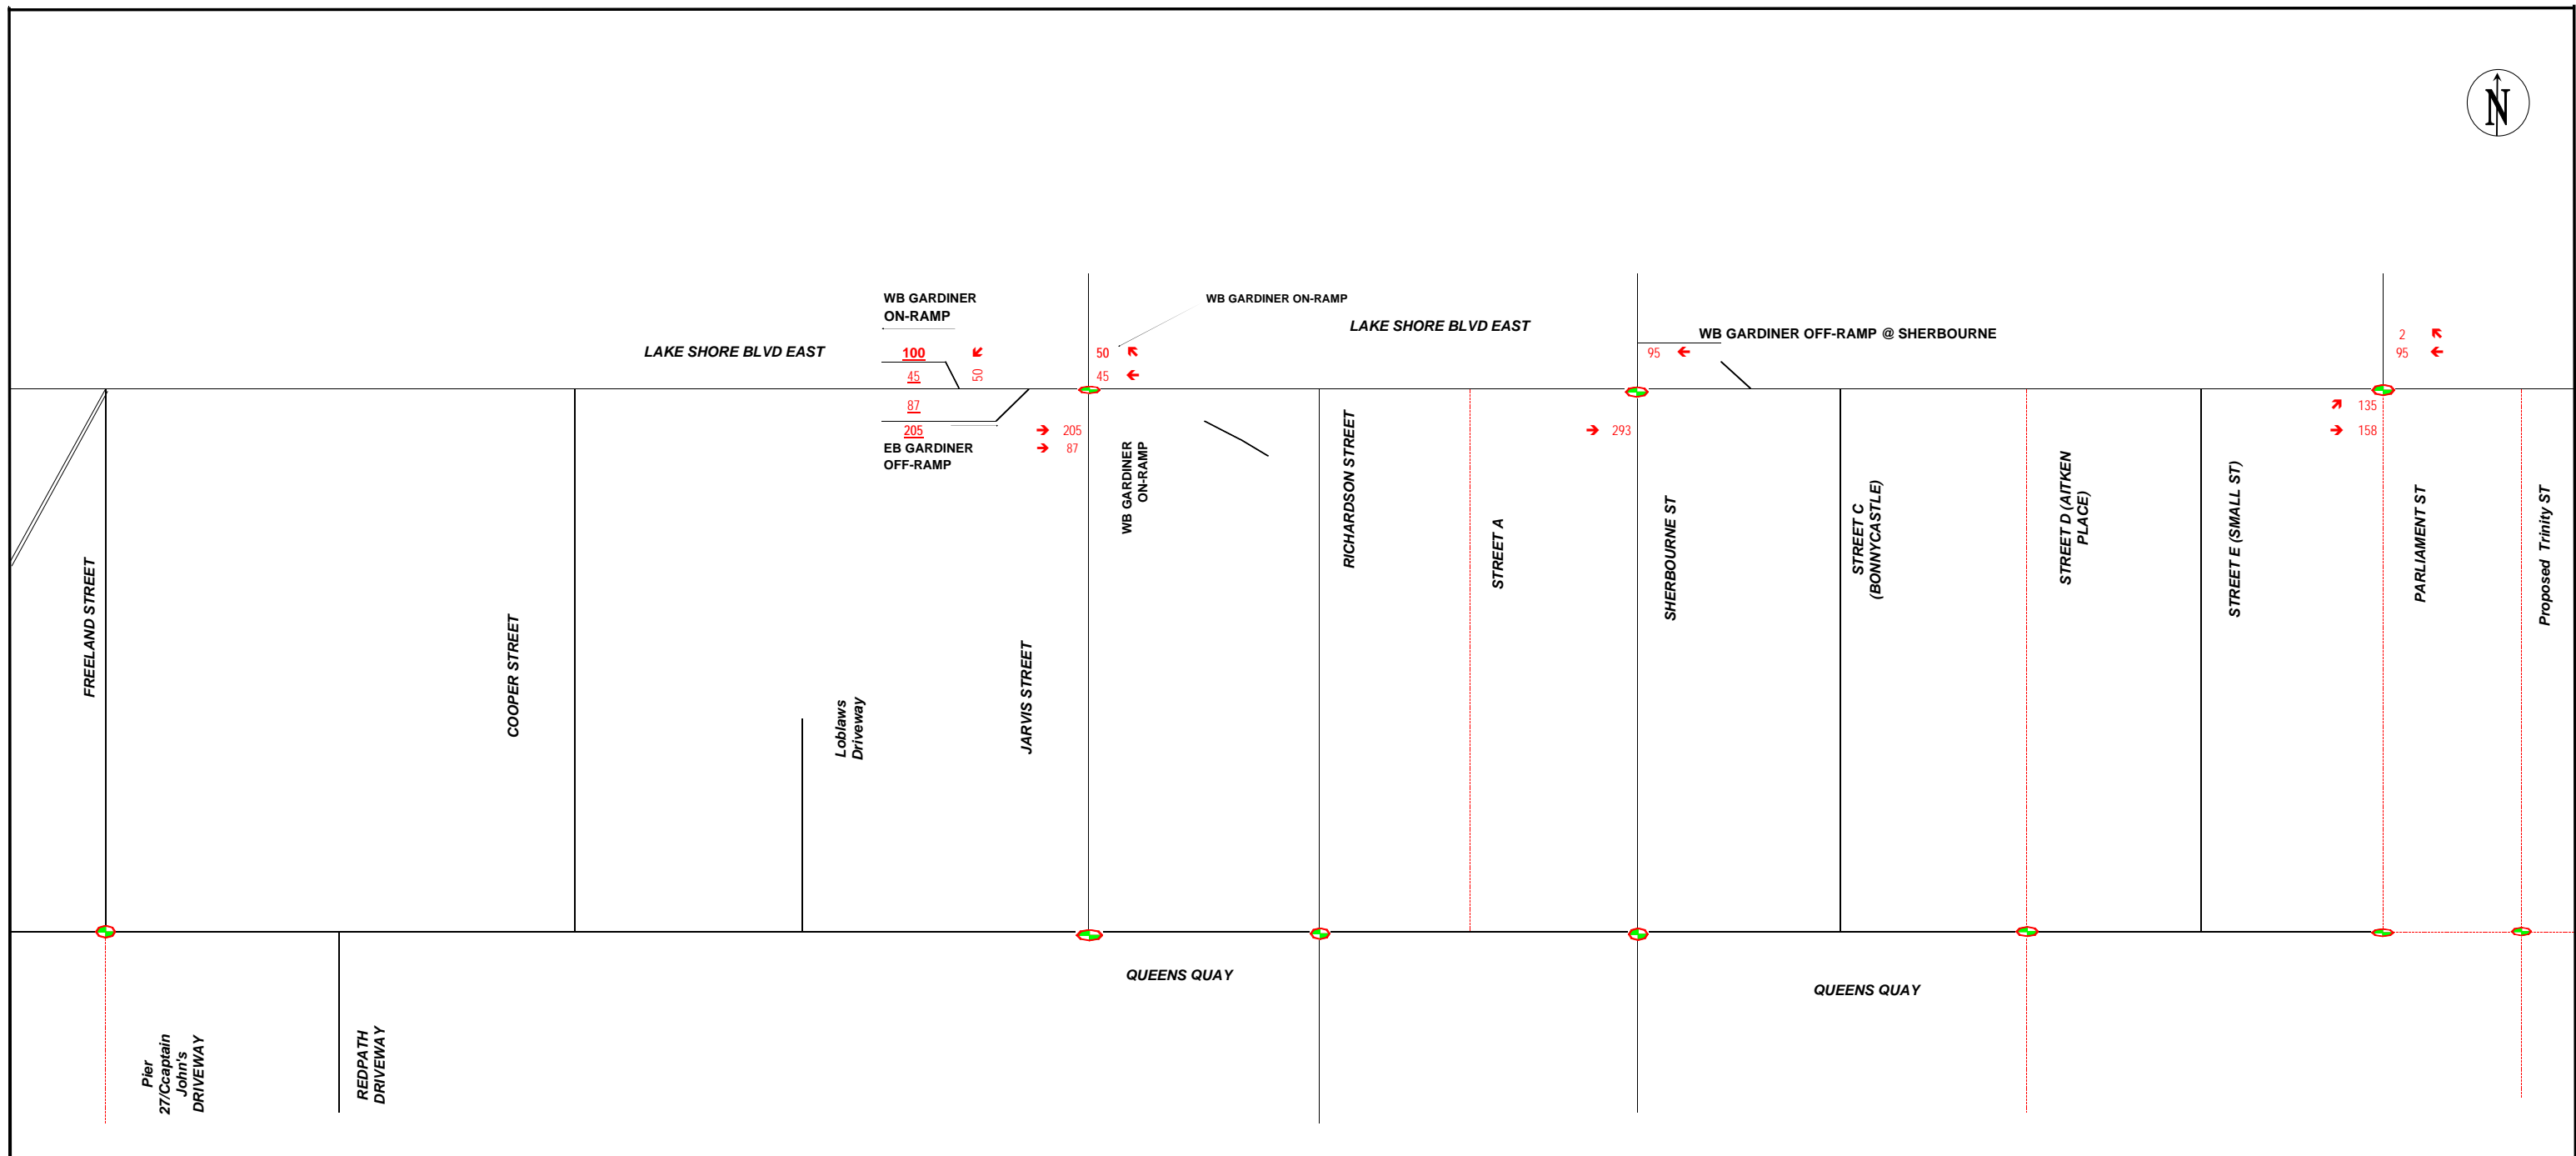 N
WB GARDINER
ON-RAMP
WB GARDINER ON-RAMP
LAKE SHORE BLVD EAST
WB GARDINER OFF-RAMP @ SHERBOURNE
2
LAKE SHORE BLVD EAST
100
50
95
95
45
50
45
87
135
205
205
293
158
EB GARDINER
OFF-RAMP
87
FREELAND STREET
COOPER STREET
Loblaws
Driveway
JARVIS STREET
WB GARDINER
ON-RAMP
RICHARDSON STREET
STREET A
SHERBOURNE ST
STREET C
(BONNYCASTLE)
STREET D (AITKEN
PLACE)
STREET E (SMALL ST)
PARLIAMENT ST
Proposed Trinity ST
QUEENS QUAY
QUEENS QUAY
Pier
27/Ccaptain
John's
DRIVEWAY
REDPATH
DRIVEWAY